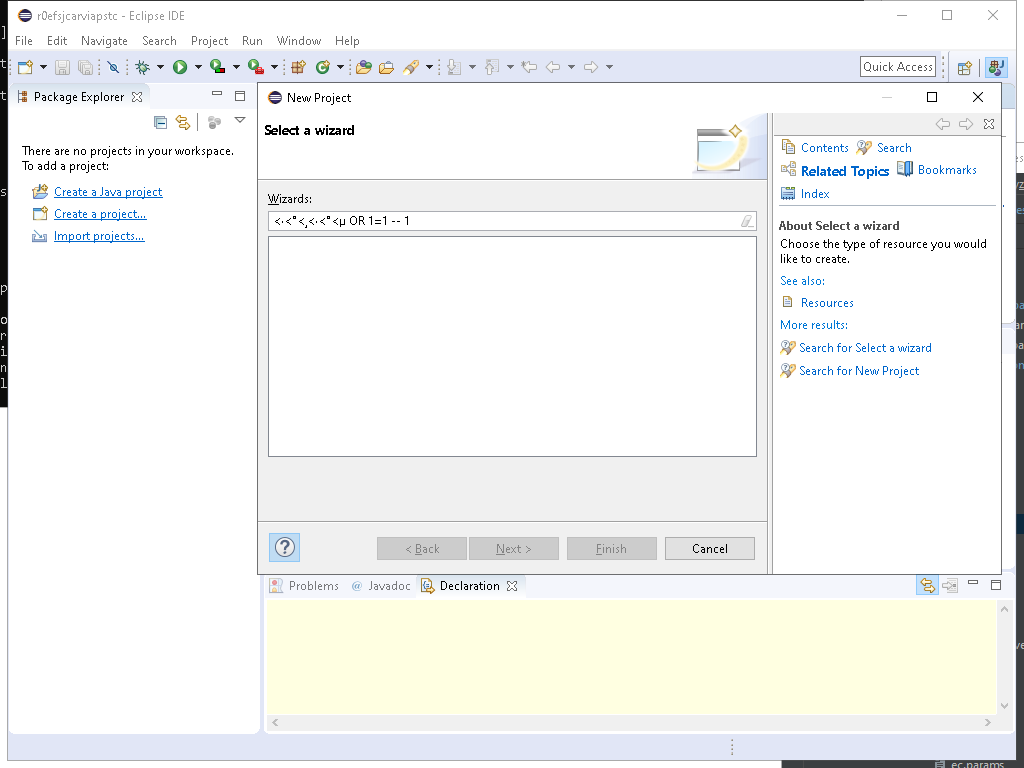 r0efsjcarviapstc - Eclipse IDE
File Edit Navigate Search Project Run Window Help
Quick Access
Package Explorer
There are no projects in your workspace.
To add a project:
Create a Java project
Create a project...
Import projects...
New Project
Select a wizard
Wizards:
<·<°<¸<·<°<µ OR 1=1 -- 1
< Back Next > Finish Cancel
Contents Search
Related Topics Bookmarks
Index
About Select a wizard
Choose the type of resource you would
like to create.
See also:
Resources
More results:
Search for Select a wizard
Search for New Project
Problems @ Javadoc Declaration
ec.params